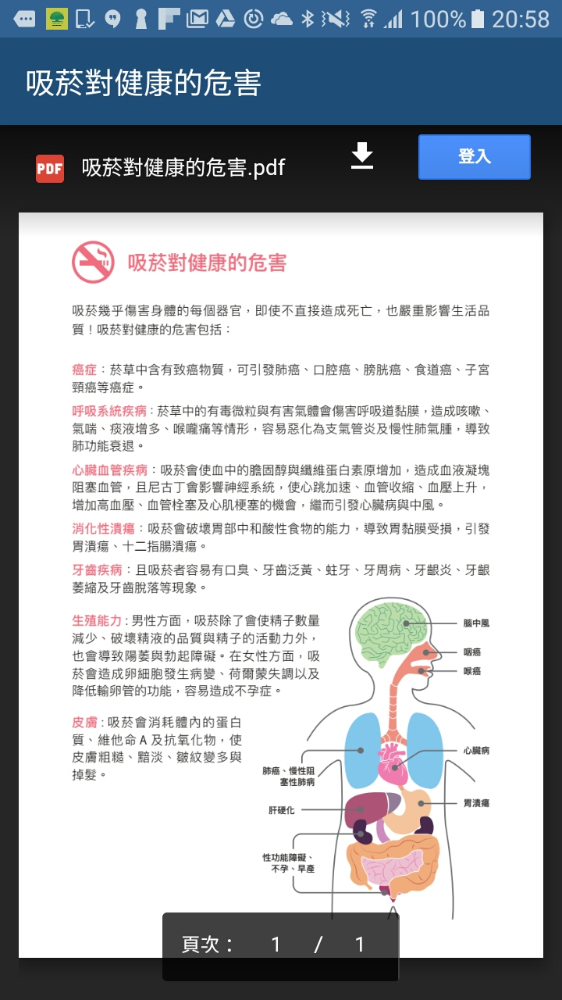 100% 20:58
吸菸對健康的危害
PDF 吸菸對健康的危害.pdf 登入
吸菸對健康的危害
吸菸幾乎傷害身體的每個器官，即使不直接造成死亡，也嚴重影響生活品
質！吸菸對健康的危害包括：
癌症：菸草中含有致癌物質，可引發肺癌、口腔癌、膀胱癌、食道癌、子宮
頸癌等癌症。
呼吸系統疾病：菸草中的有毒微粒與有害氣體會傷害呼吸道黏膜，造成咳嗽、
氣喘、痰液增多、喉嚨痛等情形，容易惡化為支氣管炎及慢性肺氣腫，導致
肺功能衰退。
心臟血管疾病：吸菸會使血中的膽固醇與纖維蛋白素原增加，造成血液凝塊
阻塞血管，且尼古丁會影響神經系統，使心跳加速、血管收縮、血壓上升，
增加高血壓、血管栓塞及心肌梗塞的機會，繼而引發心臟病與中風。
消化性潰瘍：吸菸會破壞胃部中和酸性食物的能力，導致胃黏膜受損，引發
胃潰瘍、十二指腸潰瘍。
牙齒疾病：且吸菸者容易有口臭、牙齒泛黃、蛀牙、牙周病、牙齦炎、牙齦
萎縮及牙齒脫落等現象。
生殖能力：男性方面，吸菸除了會使精子數量
減少、破壞精液的品質與精子的活動力外，
也會導致陽萎與勃起障礙。在女性方面，吸
菸會造成卵細胞發生病變、荷爾蒙失調以及
降低輸卵管的功能，容易造成不孕症。
皮膚：吸菸會消耗體內的蛋白
質、維他命 A 及抗氧化物，使
皮膚粗糙、黯淡、皺紋變多與
掉髮。
腦中風
咽癌
喉癌
心臟病
肺癌、慢性阻
塞性肺病
胃潰瘍
肝硬化
性功能障礙、
不孕、早產
頁次： 1 / 1